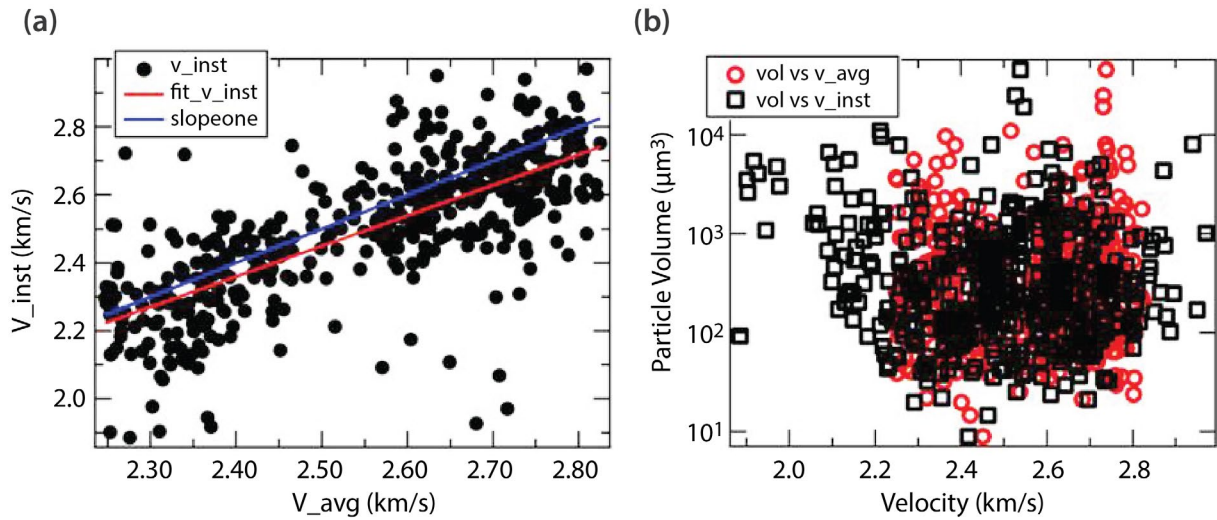 (a)
v_inst
fit_v_inst
slopeone
V_inst (km/s)
2.8
2.6
2.4
2.2
2.0
2.30
2.40
2.50
2.60
2.70
2.80
V_avg (km/s)
(b)
vol vs v_avg
vol vs v_inst
Particle Volume (μm³)
10⁴
10³
10²
10¹
2.0
2.2
2.4
2.6
2.8
Velocity (km/s)